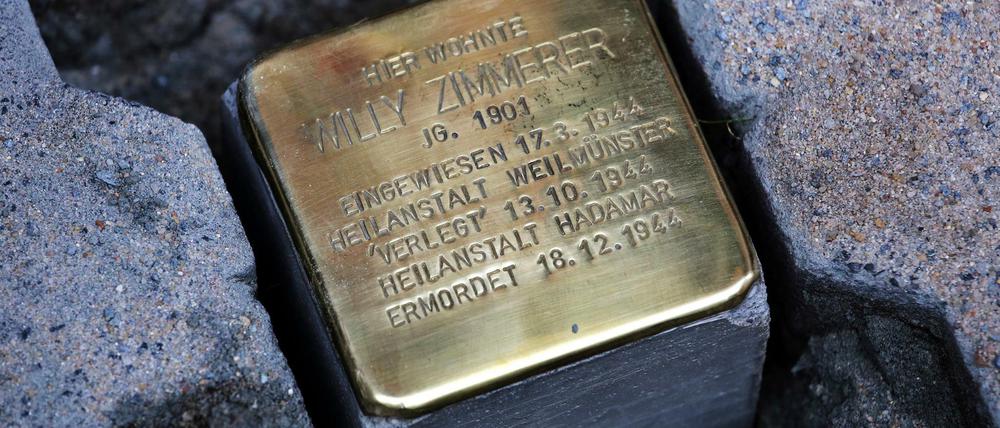 HIER WOHNTE
WILLY ZIMMERER
JG. 1901
EINGEWIESEN 17.3.1944
HEILANSTALT WEILMÜNSTER
'VERLEGT' 13.10.1944
HEILANSTALT HADAMAR
ERMORDET 18.12.1944